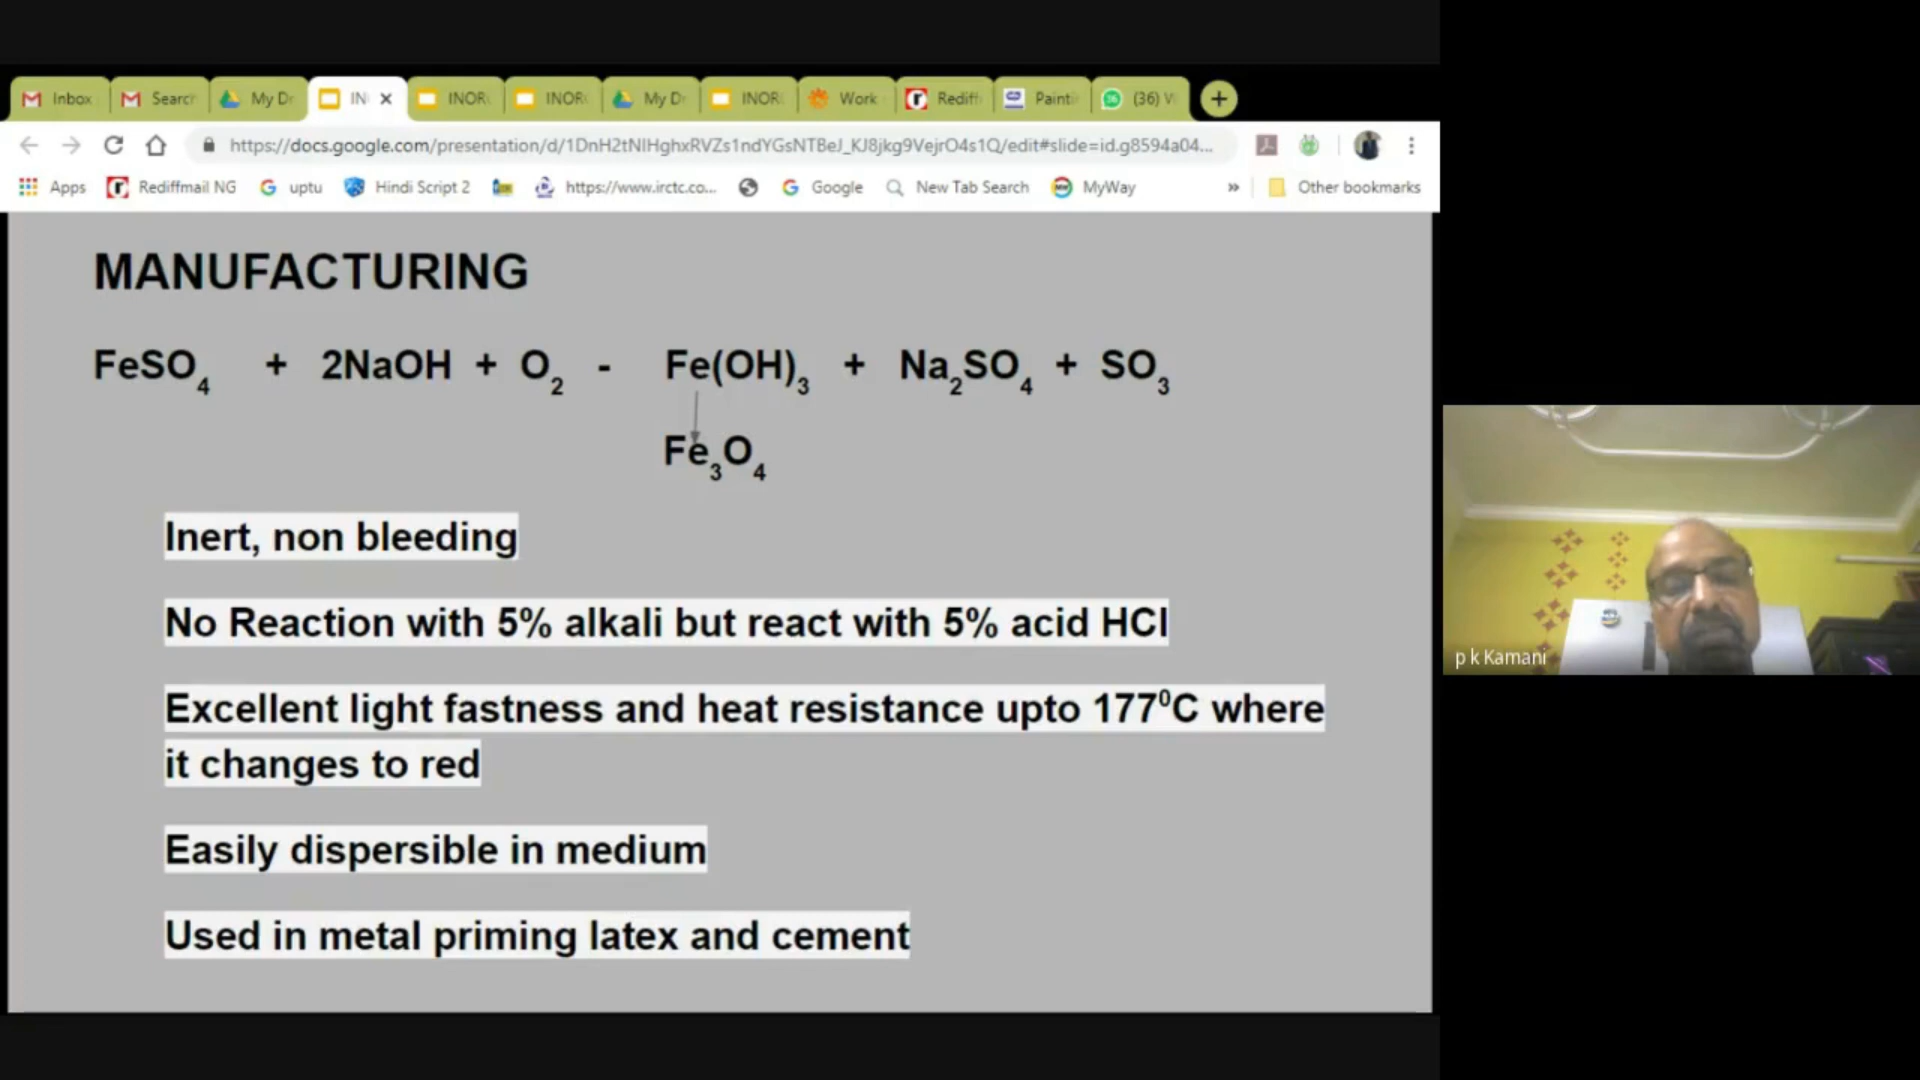 Inbox
Search
My Dr
IN
INOR
INOR
My Dr
INOR
Work
Rediff
Painti
(36) W
https://docs.google.com/presentation/d/1DnH2tNlHghxRVZs1ndYGsNTBeJ_KJ8jkg9VejrO4s1Q/edit#slide=id.g8594a04...
Apps
Rediffmail NG
uptu
Hindi Script 2
https://www.irctc.co...
Google
New Tab Search
MyWay
»
Other bookmarks
MANUFACTURING
FeSO₄ + 2NaOH + O₂ - Fe(OH)₃ + Na₂SO₄ + SO₃
Fe₃O₄
Inert, non bleeding
No Reaction with 5% alkali but react with 5% acid HCl
Excellent light fastness and heat resistance upto 177⁰C where
it changes to red
Easily dispersible in medium
Used in metal priming latex and cement
p k Kamani